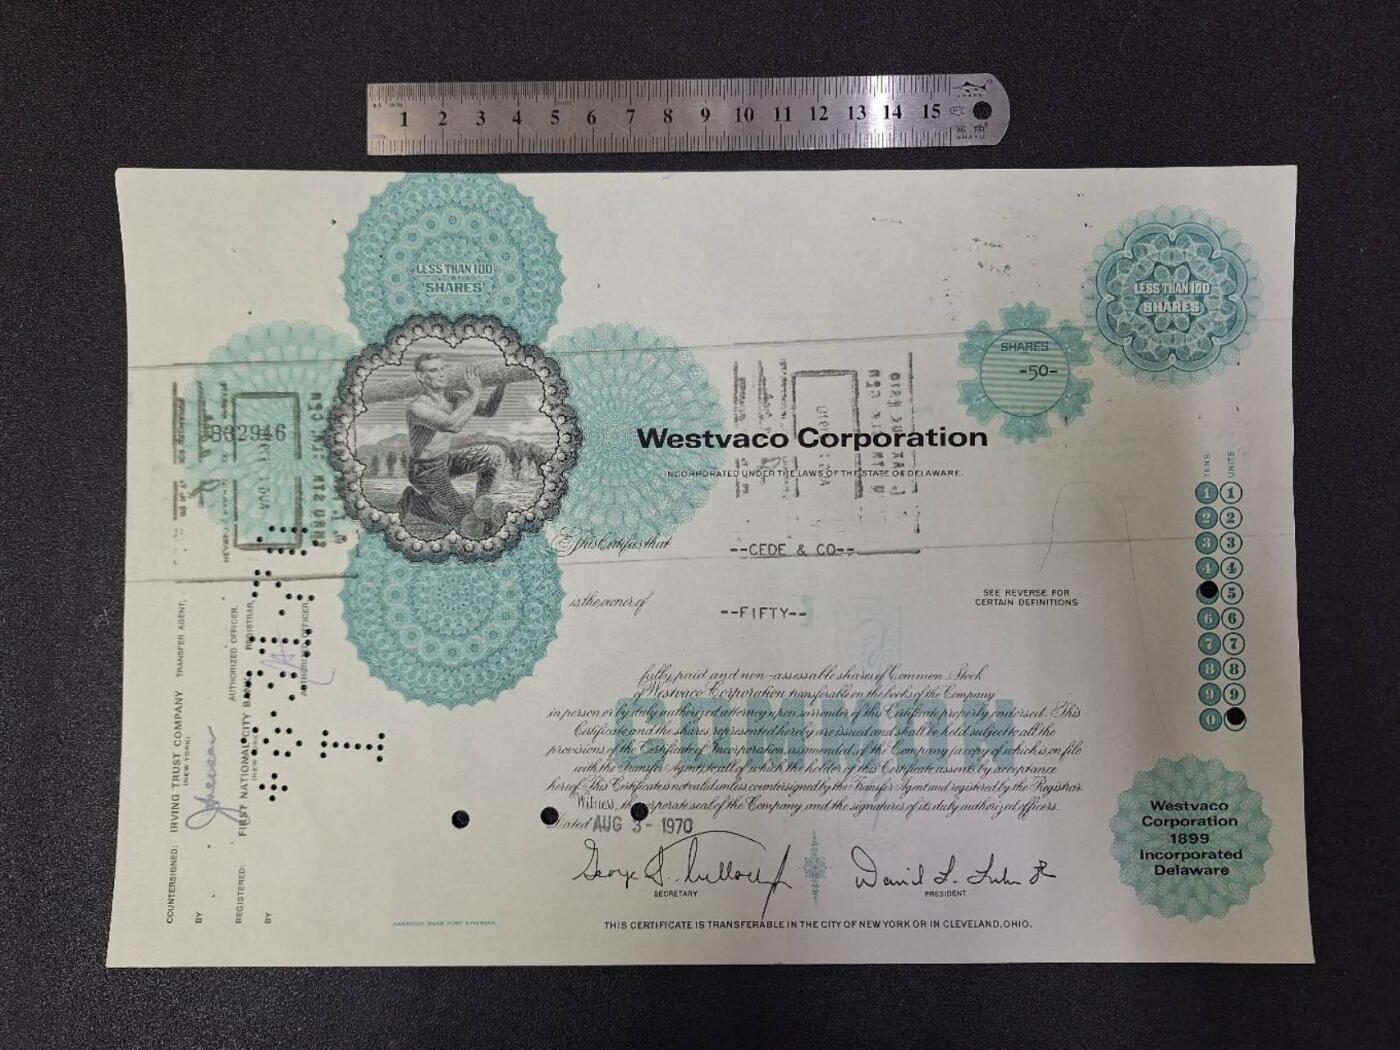 1 2 3 4 5 6 7 8 9 10 11 12 13 14 15
LESS THAN 100
SHARES
LESS THAN 100
SHARES
SHARES
-50-
B32946
Westvaco Corporation
INCORPORATED UNDER THE LAWS OF THE STATE OF DELAWARE.
TENS
UNITS
1 1
2 2
3 3
4 4
5
6 6
7 7
8 8
9 9
0
This Certifies that
--CEDE & CO--
SEE REVERSE FOR
CERTAIN DEFINITIONS
is the owner of
--FIFTY--
COMMON
fully paid and non-assessable shares of Common Stock
of Westvaco Corporation, transferable on the books of the Company
in person or by duly authorized attorney upon surrender of this Certificate properly endorsed. This
Certificate and the shares represented hereby are issued and shall be held subject to all the
provisions of the Certificate of Incorporation, as amended, of the Company (a copy of which is on file
with the Transfer Agent), to all of which the holder of this Certificate assents by acceptance
hereof. This Certificate is not valid unless countersigned by the Transfer Agent and registered by the Registrar.
Witness, the corporate seal of the Company and the signatures of its duly authorized officers.
Dated AUG 3 - 1970
SECRETARY
PRESIDENT
Westvaco
Corporation
1899
Incorporated
Delaware
AMERICAN BANK NOTE COMPANY.
THIS CERTIFICATE IS TRANSFERABLE IN THE CITY OF NEW YORK OR IN CLEVELAND, OHIO.
COUNTERSIGNED: IRVING TRUST COMPANY TRANSFER AGENT,
(NEW YORK)
BY
AUTHORIZED OFFICER.
REGISTERED: FIRST NATIONAL CITY BANK REGISTRAR,
(NEW YORK)
BY
AUTHORIZED OFFICER.